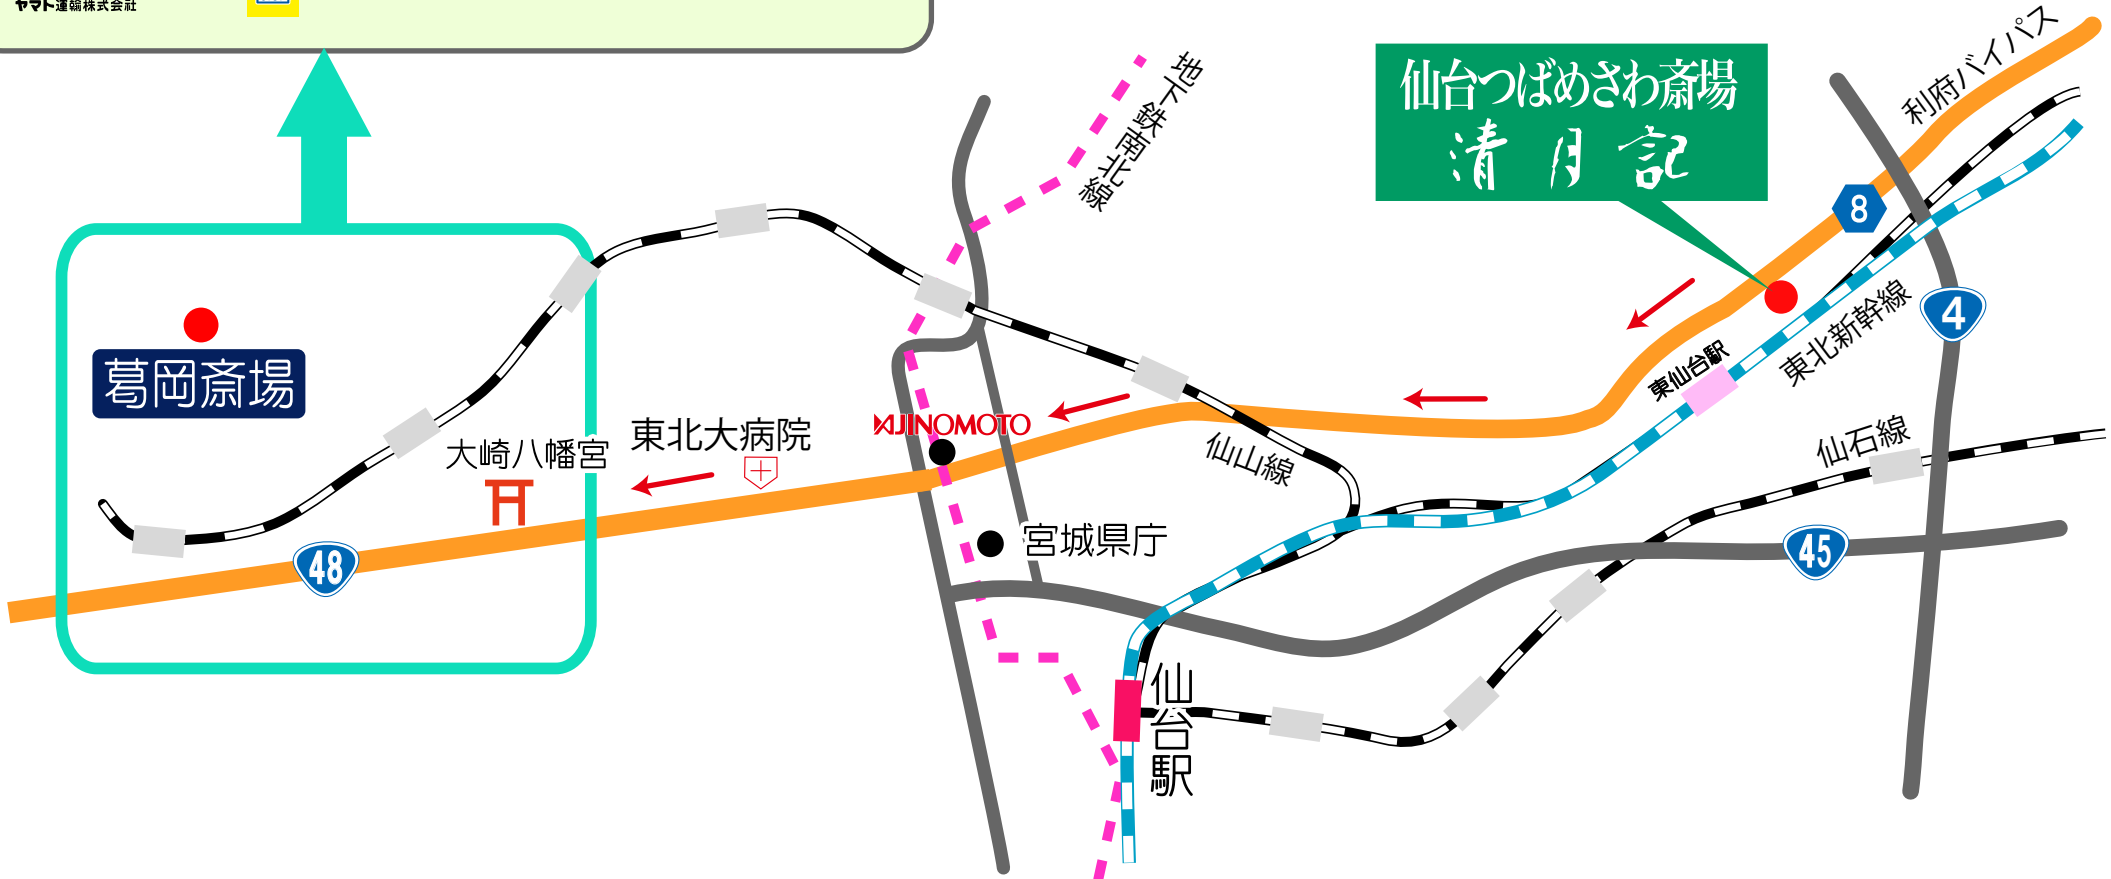 ヤマト運輸株式会社
地下鉄南北線
仙台つばめさわ斎場
清月記
利府バイパス
8
4
東北新幹線
東仙台駅
葛岡斎場
大崎八幡宮
東北大病院
AJINOMOTO
仙山線
仙石線
48
宮城県庁
45
仙台駅